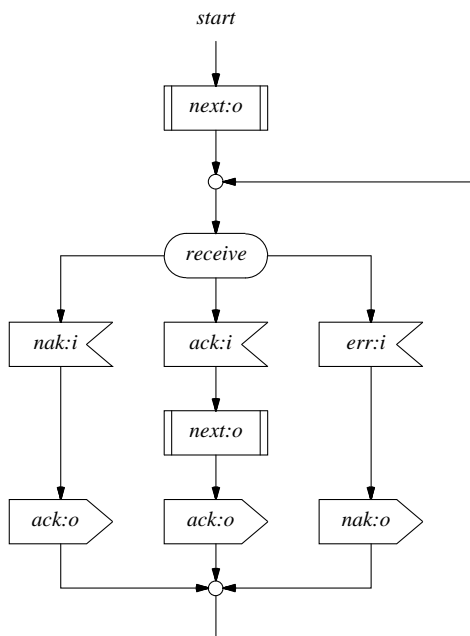 start
next:o
receive
nak:i
ack:i
err:i
next:o
ack:o
ack:o
nak:o